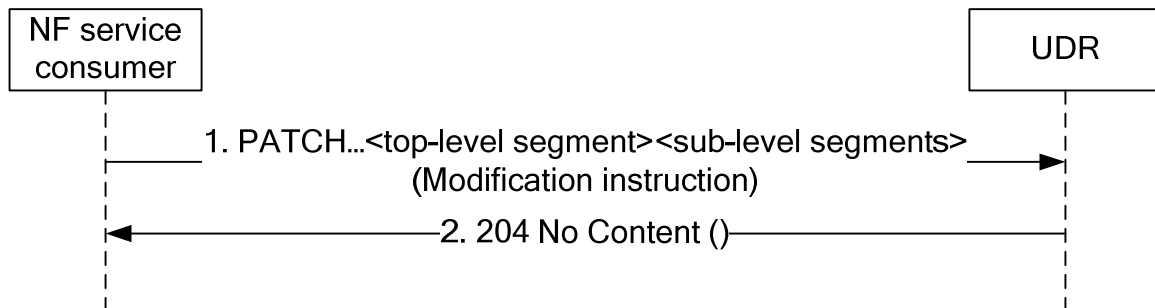 NF service
consumer
UDR
1. PATCH...<top-level segment><sub-level segments>
(Modification instruction)
2. 204 No Content ()